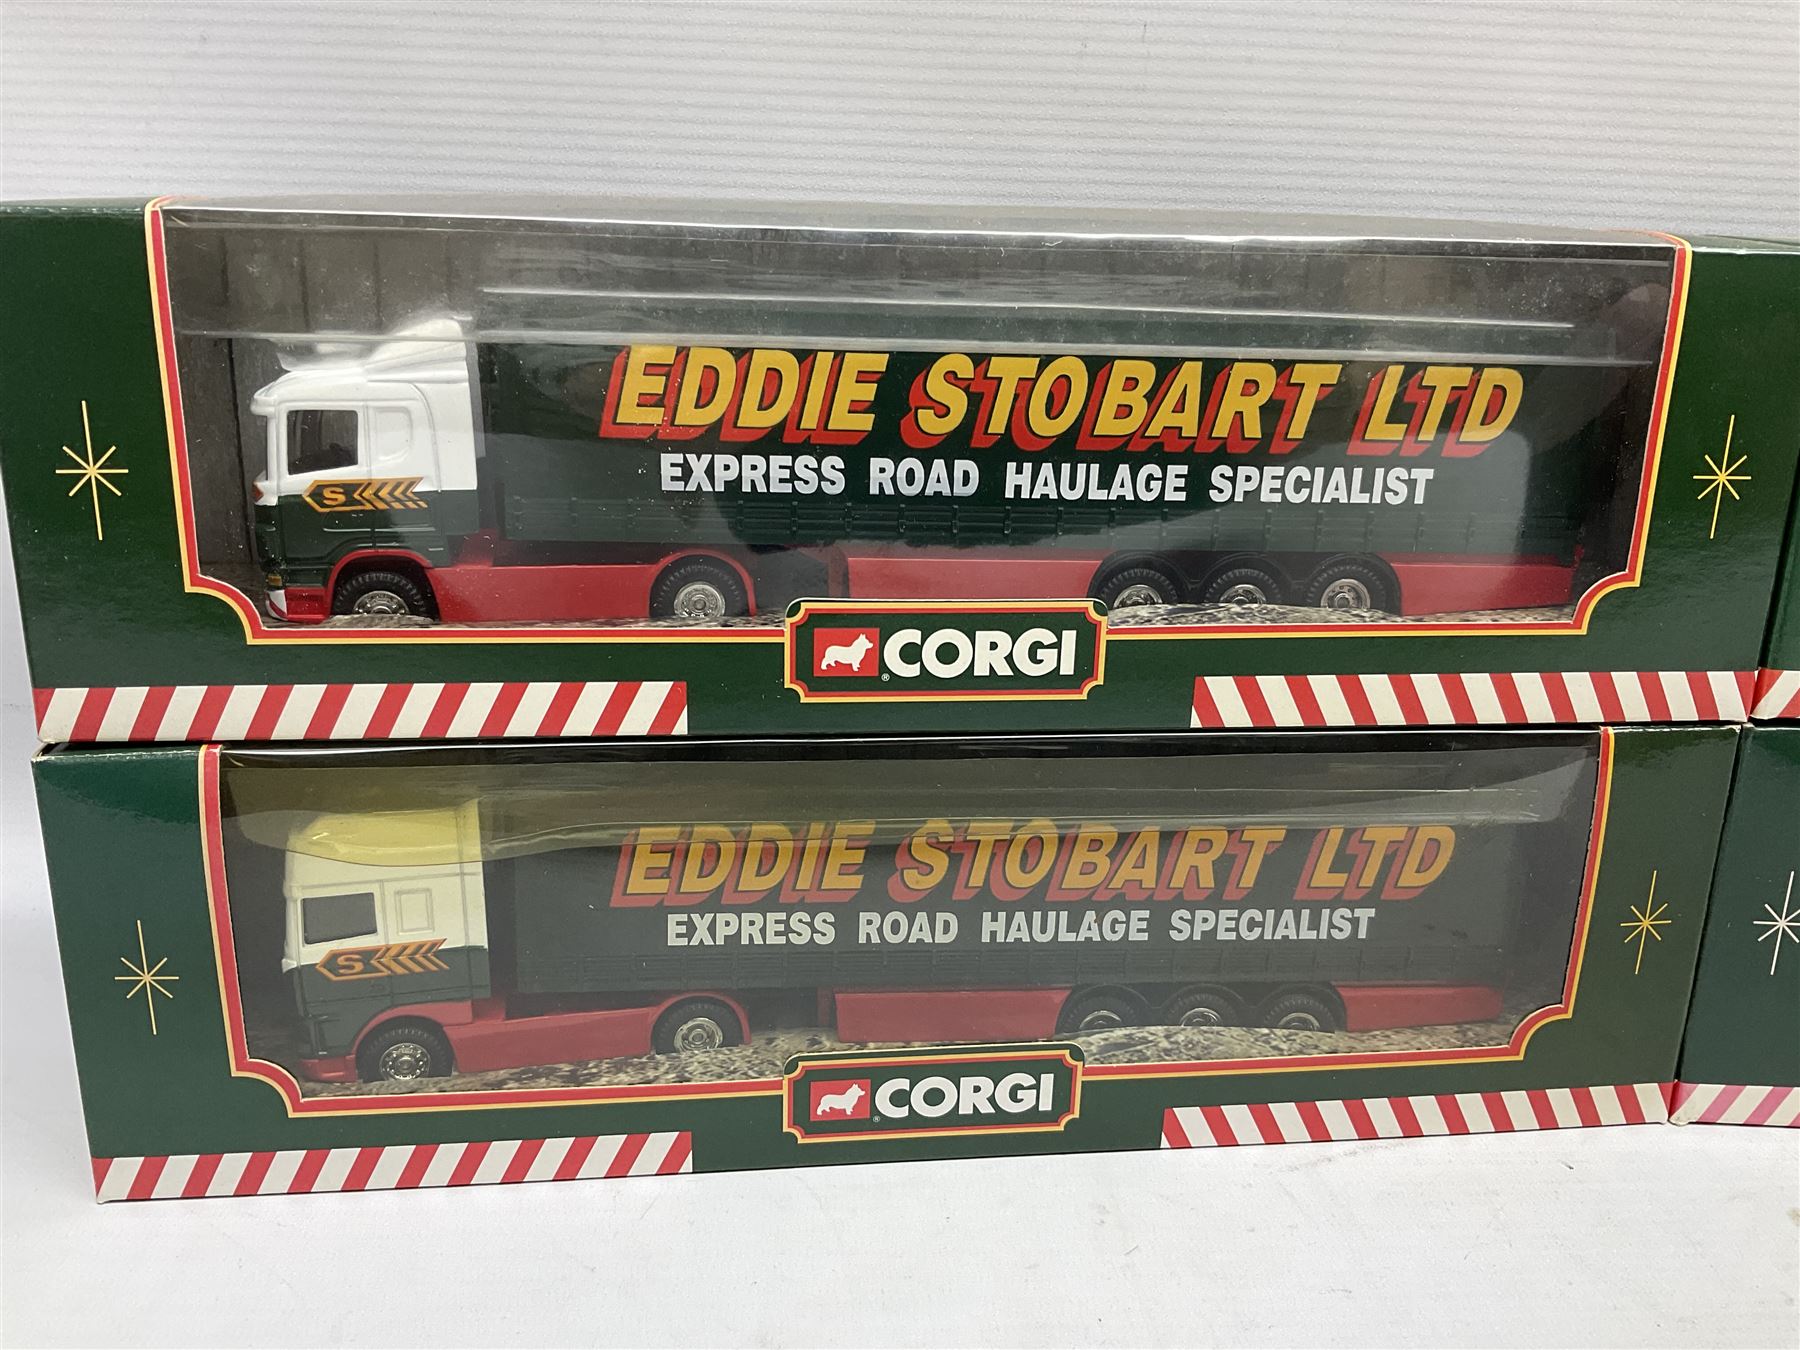 EDDIE STOBART LTD
EXPRESS ROAD HAULAGE SPECIALIST
S
® CORGI
EDDIE STOBART LTD
EXPRESS ROAD HAULAGE SPECIALIST
S
® CORGI